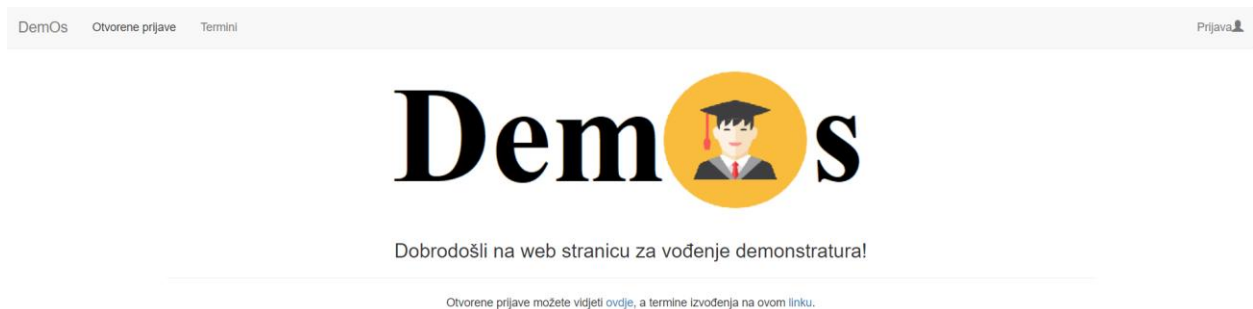 DemOs Otvorene prijave Termini Prijava
Dem s
Dobrodošli na web stranicu za vođenje demonstratura!
Otvorene prijave možete vidjeti ovdje, a termine izvođenja na ovom linku.